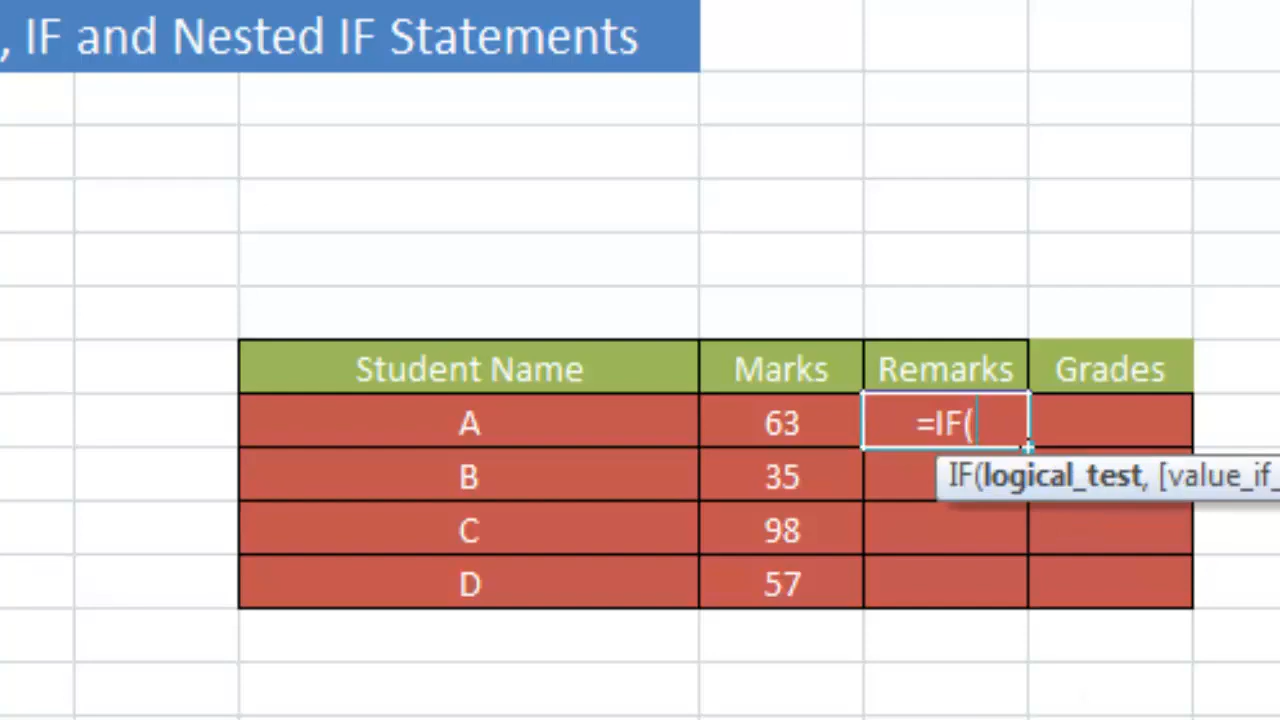 , IF and Nested IF Statements
Student Name Marks Remarks Grades
A 63 =IF(
IF(logical_test, [value_if_
B 35
C 98
D 57